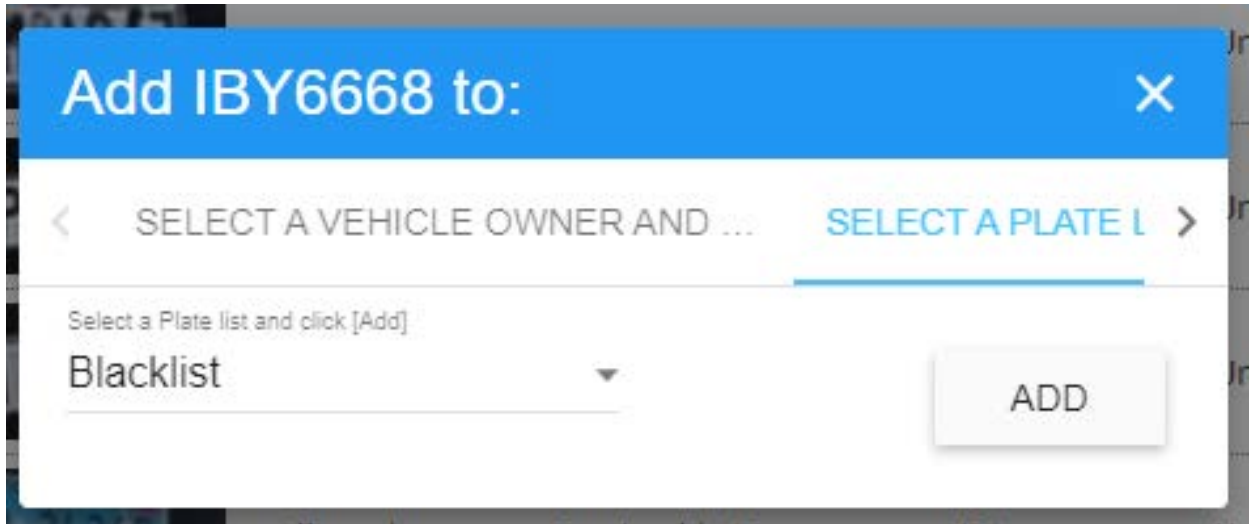 Add IBY6668 to:
SELECT A VEHICLE OWNER AND ...
SELECT A PLATE L
Select a Plate list and click [Add]
Blacklist
ADD